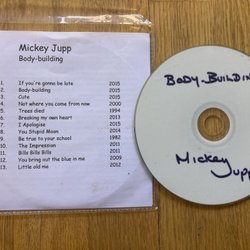 Mickey Jupp
Body-building
1. If you're gonna be late 2015
2. Body-building 2015
3. Cute 2015
4. Not where you come from now 2000
5. Trees died 1994
6. Breaking my own heart 2013
7. I Apologise 2015
8. You Stupid Moon 2014
9. Be true to your school 1982
10. The Impression 2011
11. Bills Bills Bills 2011
12. You bring out the blue in me 2009
13. Little old me 2012
BODY-BUILDIN
Mickey
Jupp